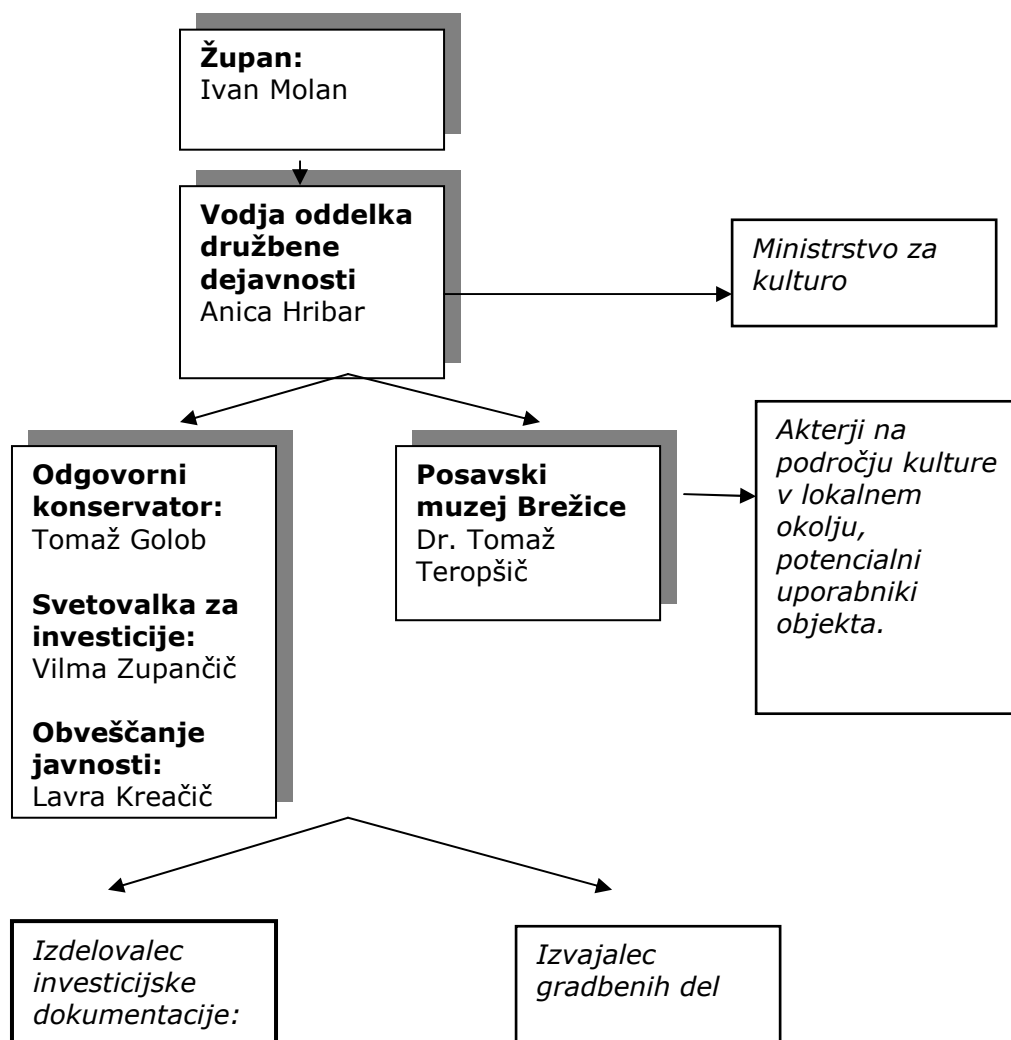 Župan:
Ivan Molan
Vodja oddelka
družbene
dejavnosti
Anica Hribar
Ministrstvo za
kulturo
Odgovorni
konservator:
Tomaž Golob
Svetovalka za
investicije:
Vilma Zupančič
Obveščanje
javnosti:
Lavra Kreačič
Posavski
muzej Brežice
Dr. Tomaž
Teropšič
Akterji na
področju kulture
v lokalnem
okolju,
potencialni
uporabniki
objekta.
Izdelovalec
investicijske
dokumentacije:
Izvajalec
gradbenih del